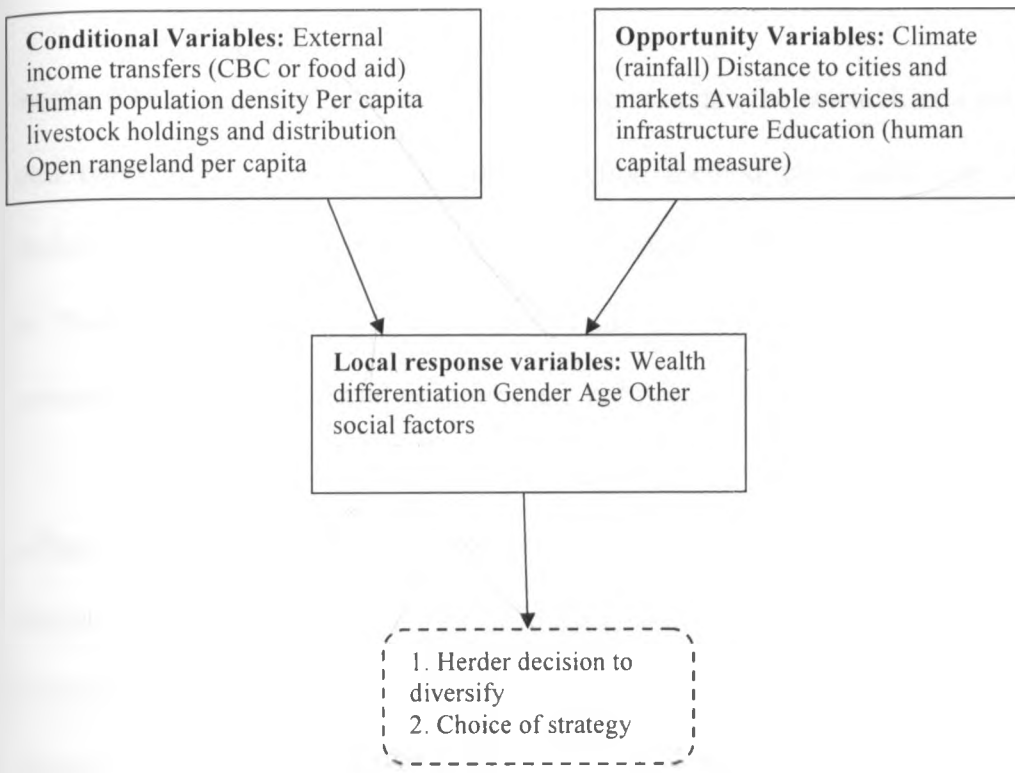 Conditional Variables: External
income transfers (CBC or food aid)
Human population density Per capita
livestock holdings and distribution
Open rangeland per capita
Opportunity Variables: Climate
(rainfall) Distance to cities and
markets Available services and
infrastructure Education (human
capital measure)
Local response variables: Wealth
differentiation Gender Age Other
social factors
1. Herder decision to
diversify
2. Choice of strategy